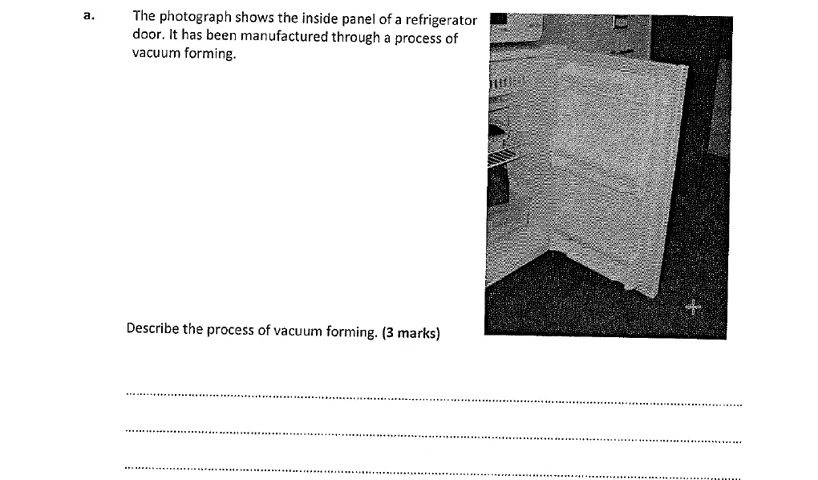 a. The photograph shows the inside panel of a refrigerator
door. It has been manufactured through a process of
vacuum forming.
Describe the process of vacuum forming. (3 marks)